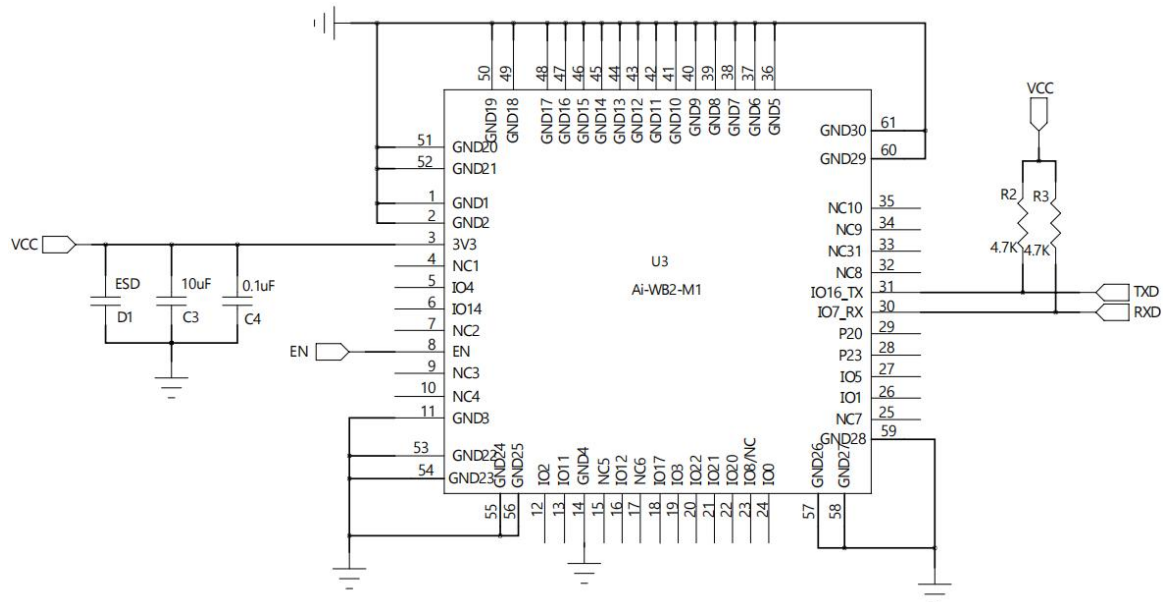 50 49 48 47 46 45 44 43 42 41 40 39 38 37 36
GND19 GND18 GND17 GND16 GND15 GND14 GND13 GND12 GND11 GND10 GND9 GND8 GND7 GND6 GND5
VCC
51 GND20
52 GND21
1 GND1
2 GND2
VCC 3 3V3
4 NC1
5 IO4
6 IO14
7 NC2
EN 8 EN
9 NC3
10 NC4
11 GND3
53 GND22
54 GND23
ESD 10uF 0.1uF
D1 C3 C4
U3
Ai-WB2-M1
GND30 61
GND29 60
NC10 35
NC9 34
NC31 33
NC8 32
IO16_TX 31 TXD
IO7_RX 30 RXD
P20 29
P23 28
IO5 27
IO1 26
NC7 25
GND28 59
R2 R3
4.7K 4.7K
GND24 GND25 IO2 IO11 GND4 NC5 IO12 NC6 IO17 IO3 IO22 IO21 IO20 IO8/NC IO0 GND26 GND27
55 56 12 13 14 15 16 17 18 19 20 21 22 23 24 57 58